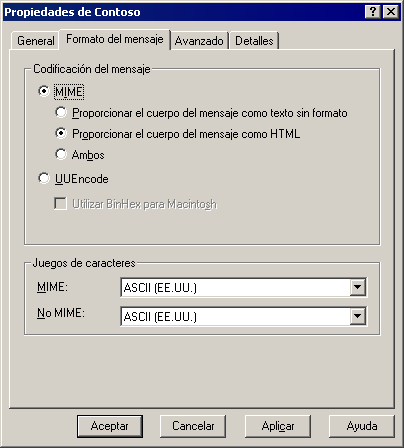 Propiedades de Contoso
General Formato del mensaje Avanzado Detalles
Codificación del mensaje
MIME
Proporcionar el cuerpo del mensaje como texto sin formato
Proporcionar el cuerpo del mensaje como HTML
Ambos
UUEncode
Utilizar BinHex para Macintosh
Juegos de caracteres
MIME: ASCII (EE.UU.)
No MIME: ASCII (EE.UU.)
Aceptar Cancelar Aplicar Ayuda